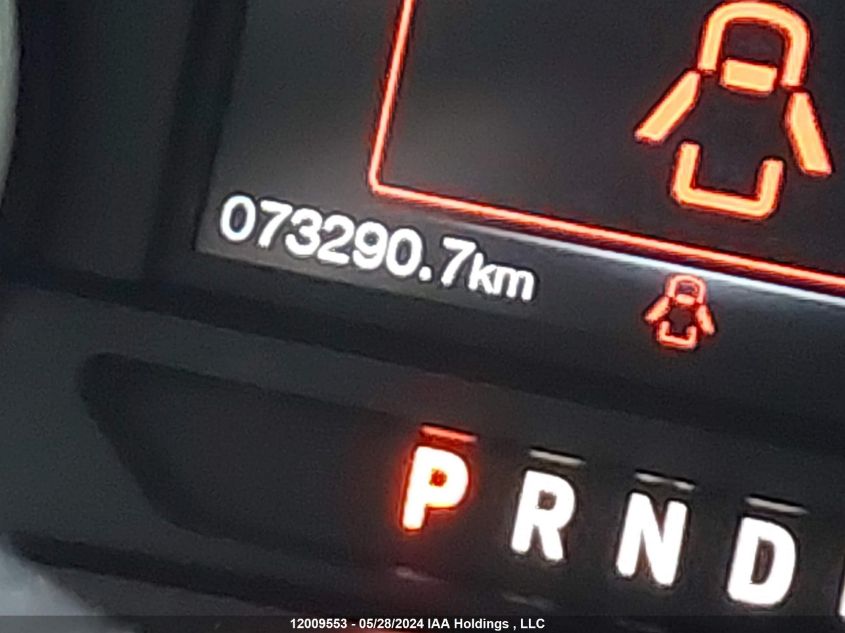 073290.7km
P R N D
12009553 - 05/28/2024 IAA Holdings , LLC